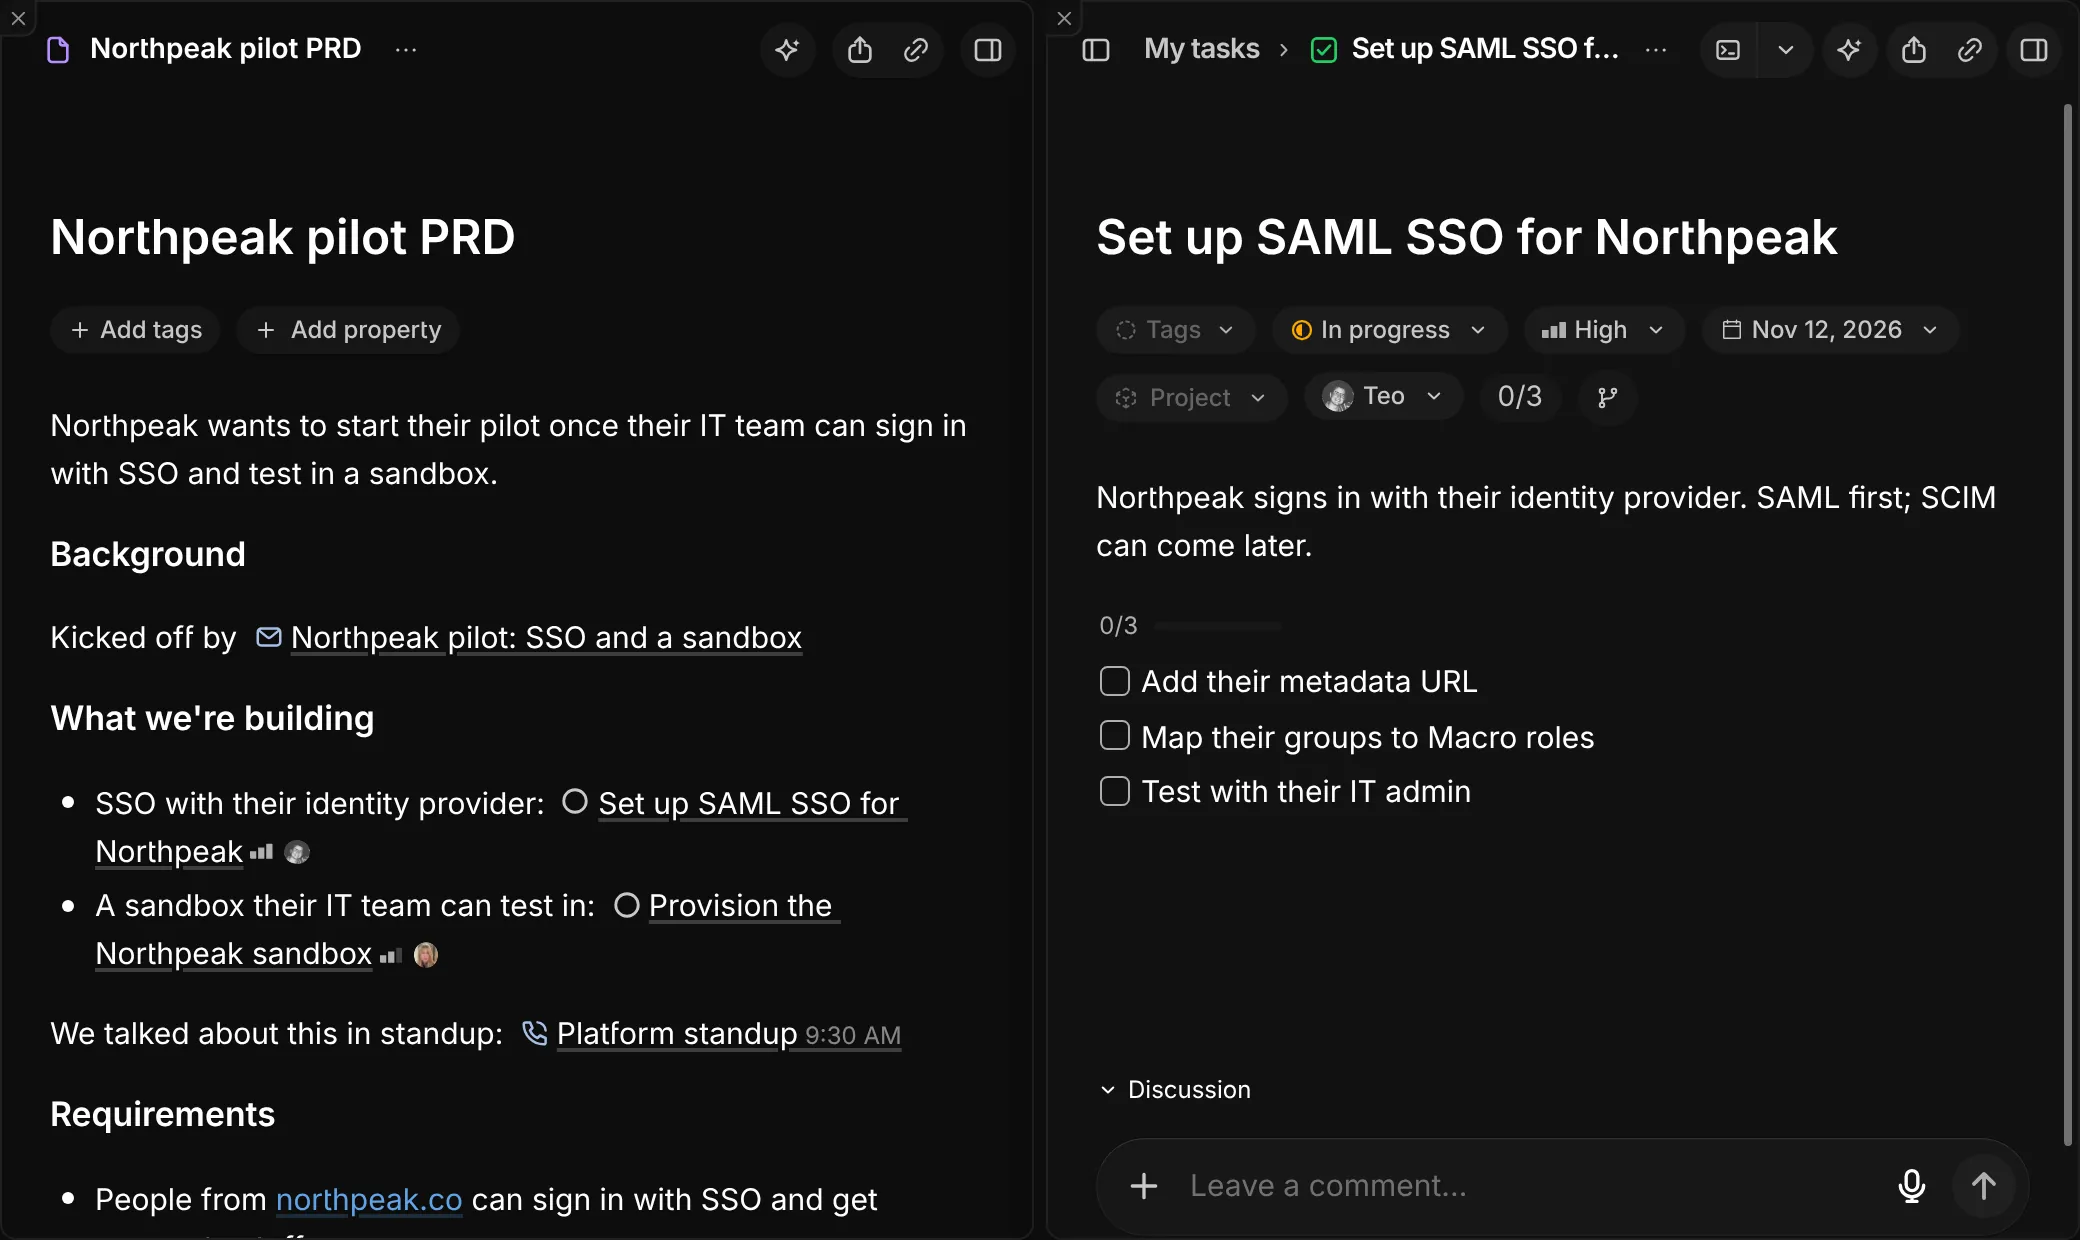 Northpeak pilot PRD
Northpeak pilot PRD
Add tags
Add property
Northpeak wants to start their pilot once their IT team can sign in
with SSO and test in a sandbox.
Background
Kicked off by Northpeak pilot: SSO and a sandbox
What we're building
• SSO with their identity provider: Set up SAML SSO for
Northpeak
• A sandbox their IT team can test in: Provision the
Northpeak sandbox
We talked about this in standup: Platform standup 9:30 AM
Requirements
• People from northpeak.co can sign in with SSO and get
My tasks › Set up SAML SSO f...
Set up SAML SSO for Northpeak
Tags
In progress
High
Nov 12, 2026
Project
Teo
0/3
Northpeak signs in with their identity provider. SAML first; SCIM
can come later.
0/3
Add their metadata URL
Map their groups to Macro roles
Test with their IT admin
Discussion
Leave a comment...